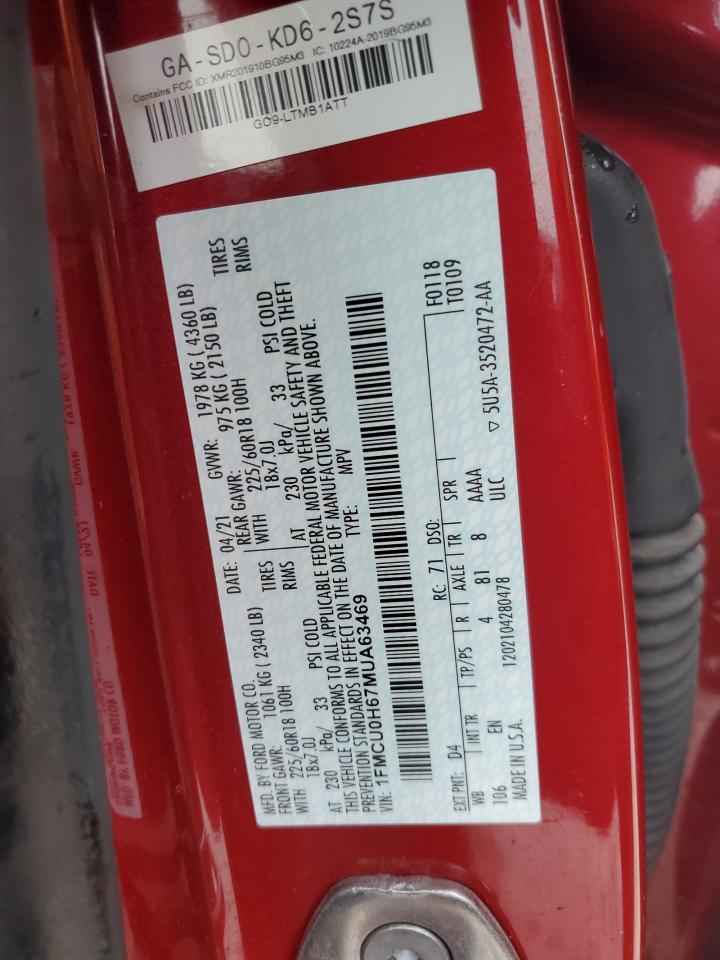 GA-SD0-KD6-2S7S
Contains FCC ID: XMR201910BG95M3 IC: 10224A-2019BG95M3
GO9-LTMB1ATT
MFD. BY FORD MOTOR CO. DATE: 04/21 GVWR: 1978 KG ( 4360 LB)
FRONT GAWR: 1061 KG ( 2340 LB) REAR GAWR: 975 KG ( 2150 LB)
WITH 225/60R18 100H TIRES WITH 225/60R18 100H TIRES
18x7.0J RIMS 18x7.0J RIMS
AT 230 kPa/ 33 PSI COLD AT 230 kPa/ 33 PSI COLD
THIS VEHICLE CONFORMS TO ALL APPLICABLE FEDERAL MOTOR VEHICLE SAFETY AND THEFT
PREVENTION STANDARDS IN EFFECT ON THE DATE OF MANUFACTURE SHOWN ABOVE.
VIN: 1FMCU0H67MUA63469 TYPE: MPV
F0118
T0109
EXT PNT: D4 RC: 71 DSO:
WB INT TR TP/PS R AXLE TR SPR
106 EN 4 81 8 AAAA
MADE IN U.S.A. 1202104280478 ULC ▽ 5U5A-3520472-AA